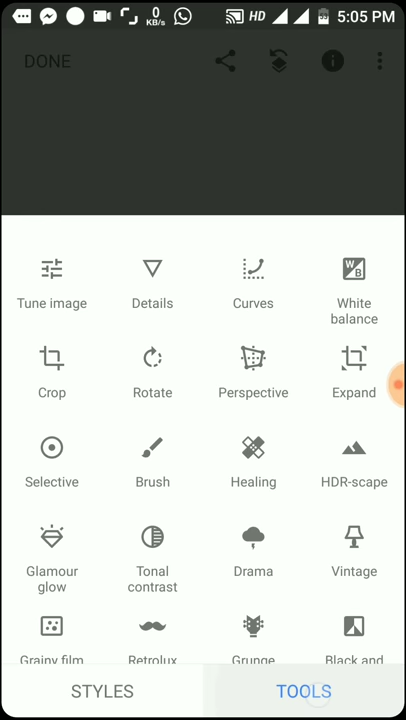 0 KB/s HD 5:05 PM
DONE
Tune image
Details
Curves
White balance
Crop
Rotate
Perspective
Expand
Selective
Brush
Healing
HDR-scape
Glamour glow
Tonal contrast
Drama
Vintage
Grainy film
Retrolux
Grunge
Black and
STYLES
TOOLS